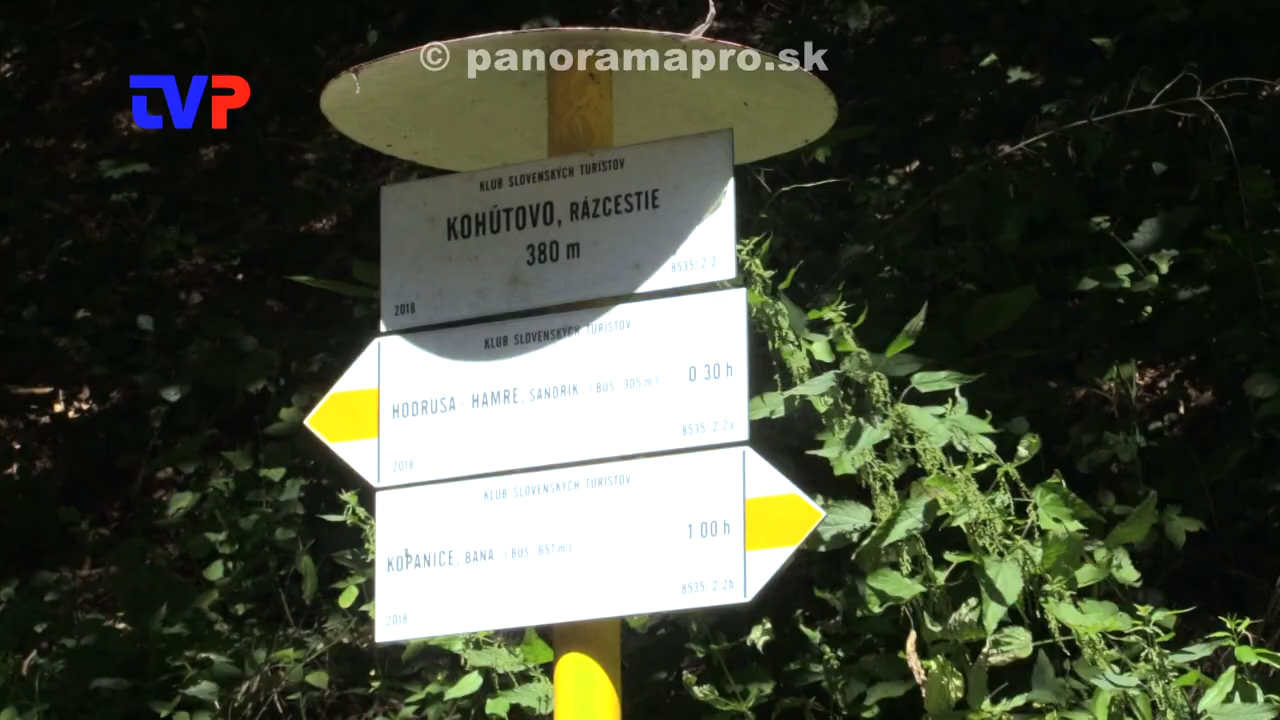 © panoramapro.sk
TVP
KLUB SLOVENSKÝCH TURISTOV
KOHÚTOVO, RÁZCESTIE
380 m
2018
8535/2 2
KLUB SLOVENSKÝCH TURISTOV
HODRUŠA - HAMRE, SANDRIK (BUS, 305 m)
0 30 h
8535/2 2a
2018
KLUB SLOVENSKÝCH TURISTOV
KOPANICE, BAŇA (BUS, 657 m)
1 00 h
8535/2 2b
2018